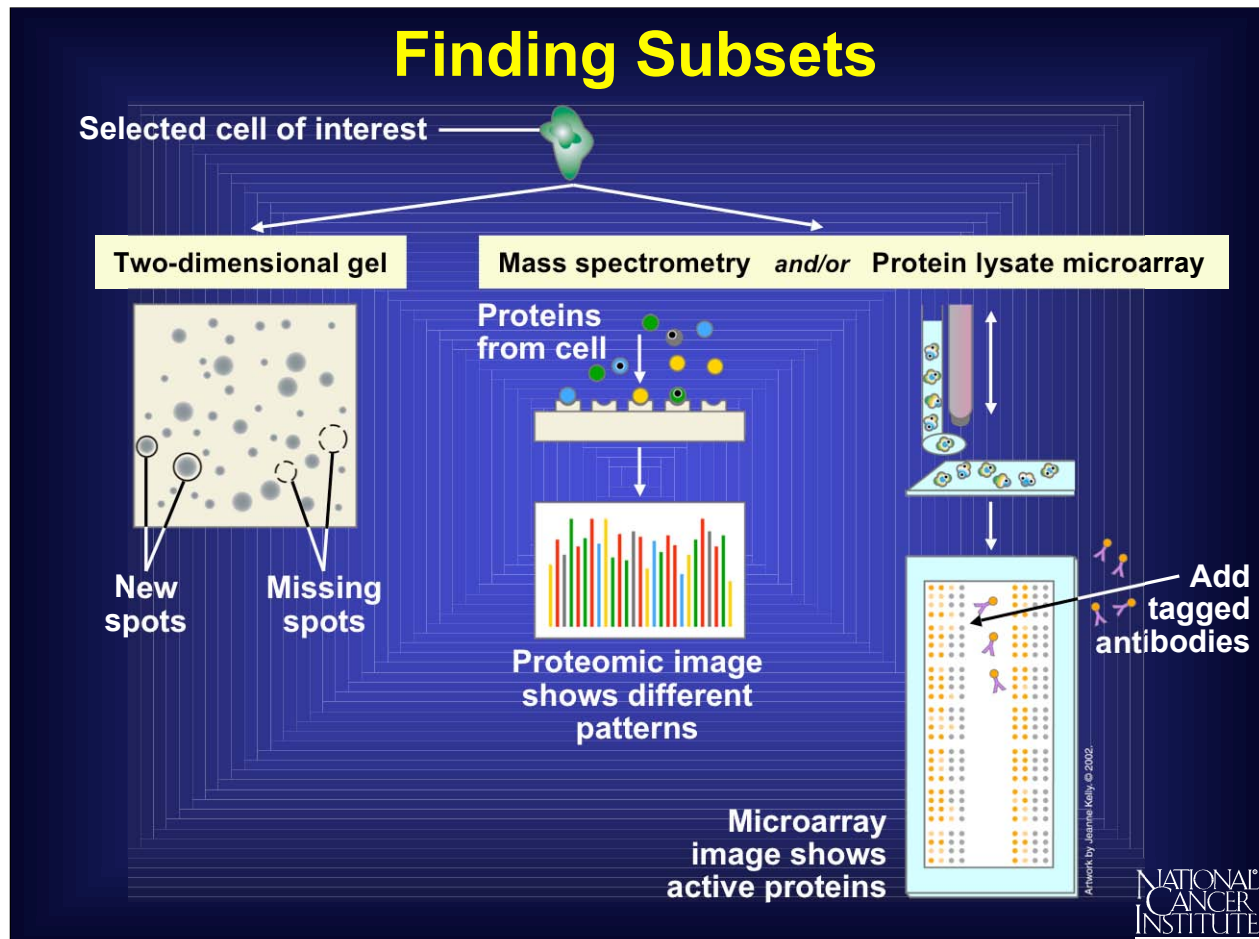 Finding Subsets
Selected cell of interest
Two-dimensional gel
Mass spectrometry and/or Protein lysate microarray
Proteins
from cell
New
spots
Missing
spots
Proteomic image
shows different
patterns
Add
tagged
antibodies
Microarray
image shows
active proteins
Artwork by Jeanne Kelly. © 2002.
NATIONAL®
CANCER
INSTITUTE